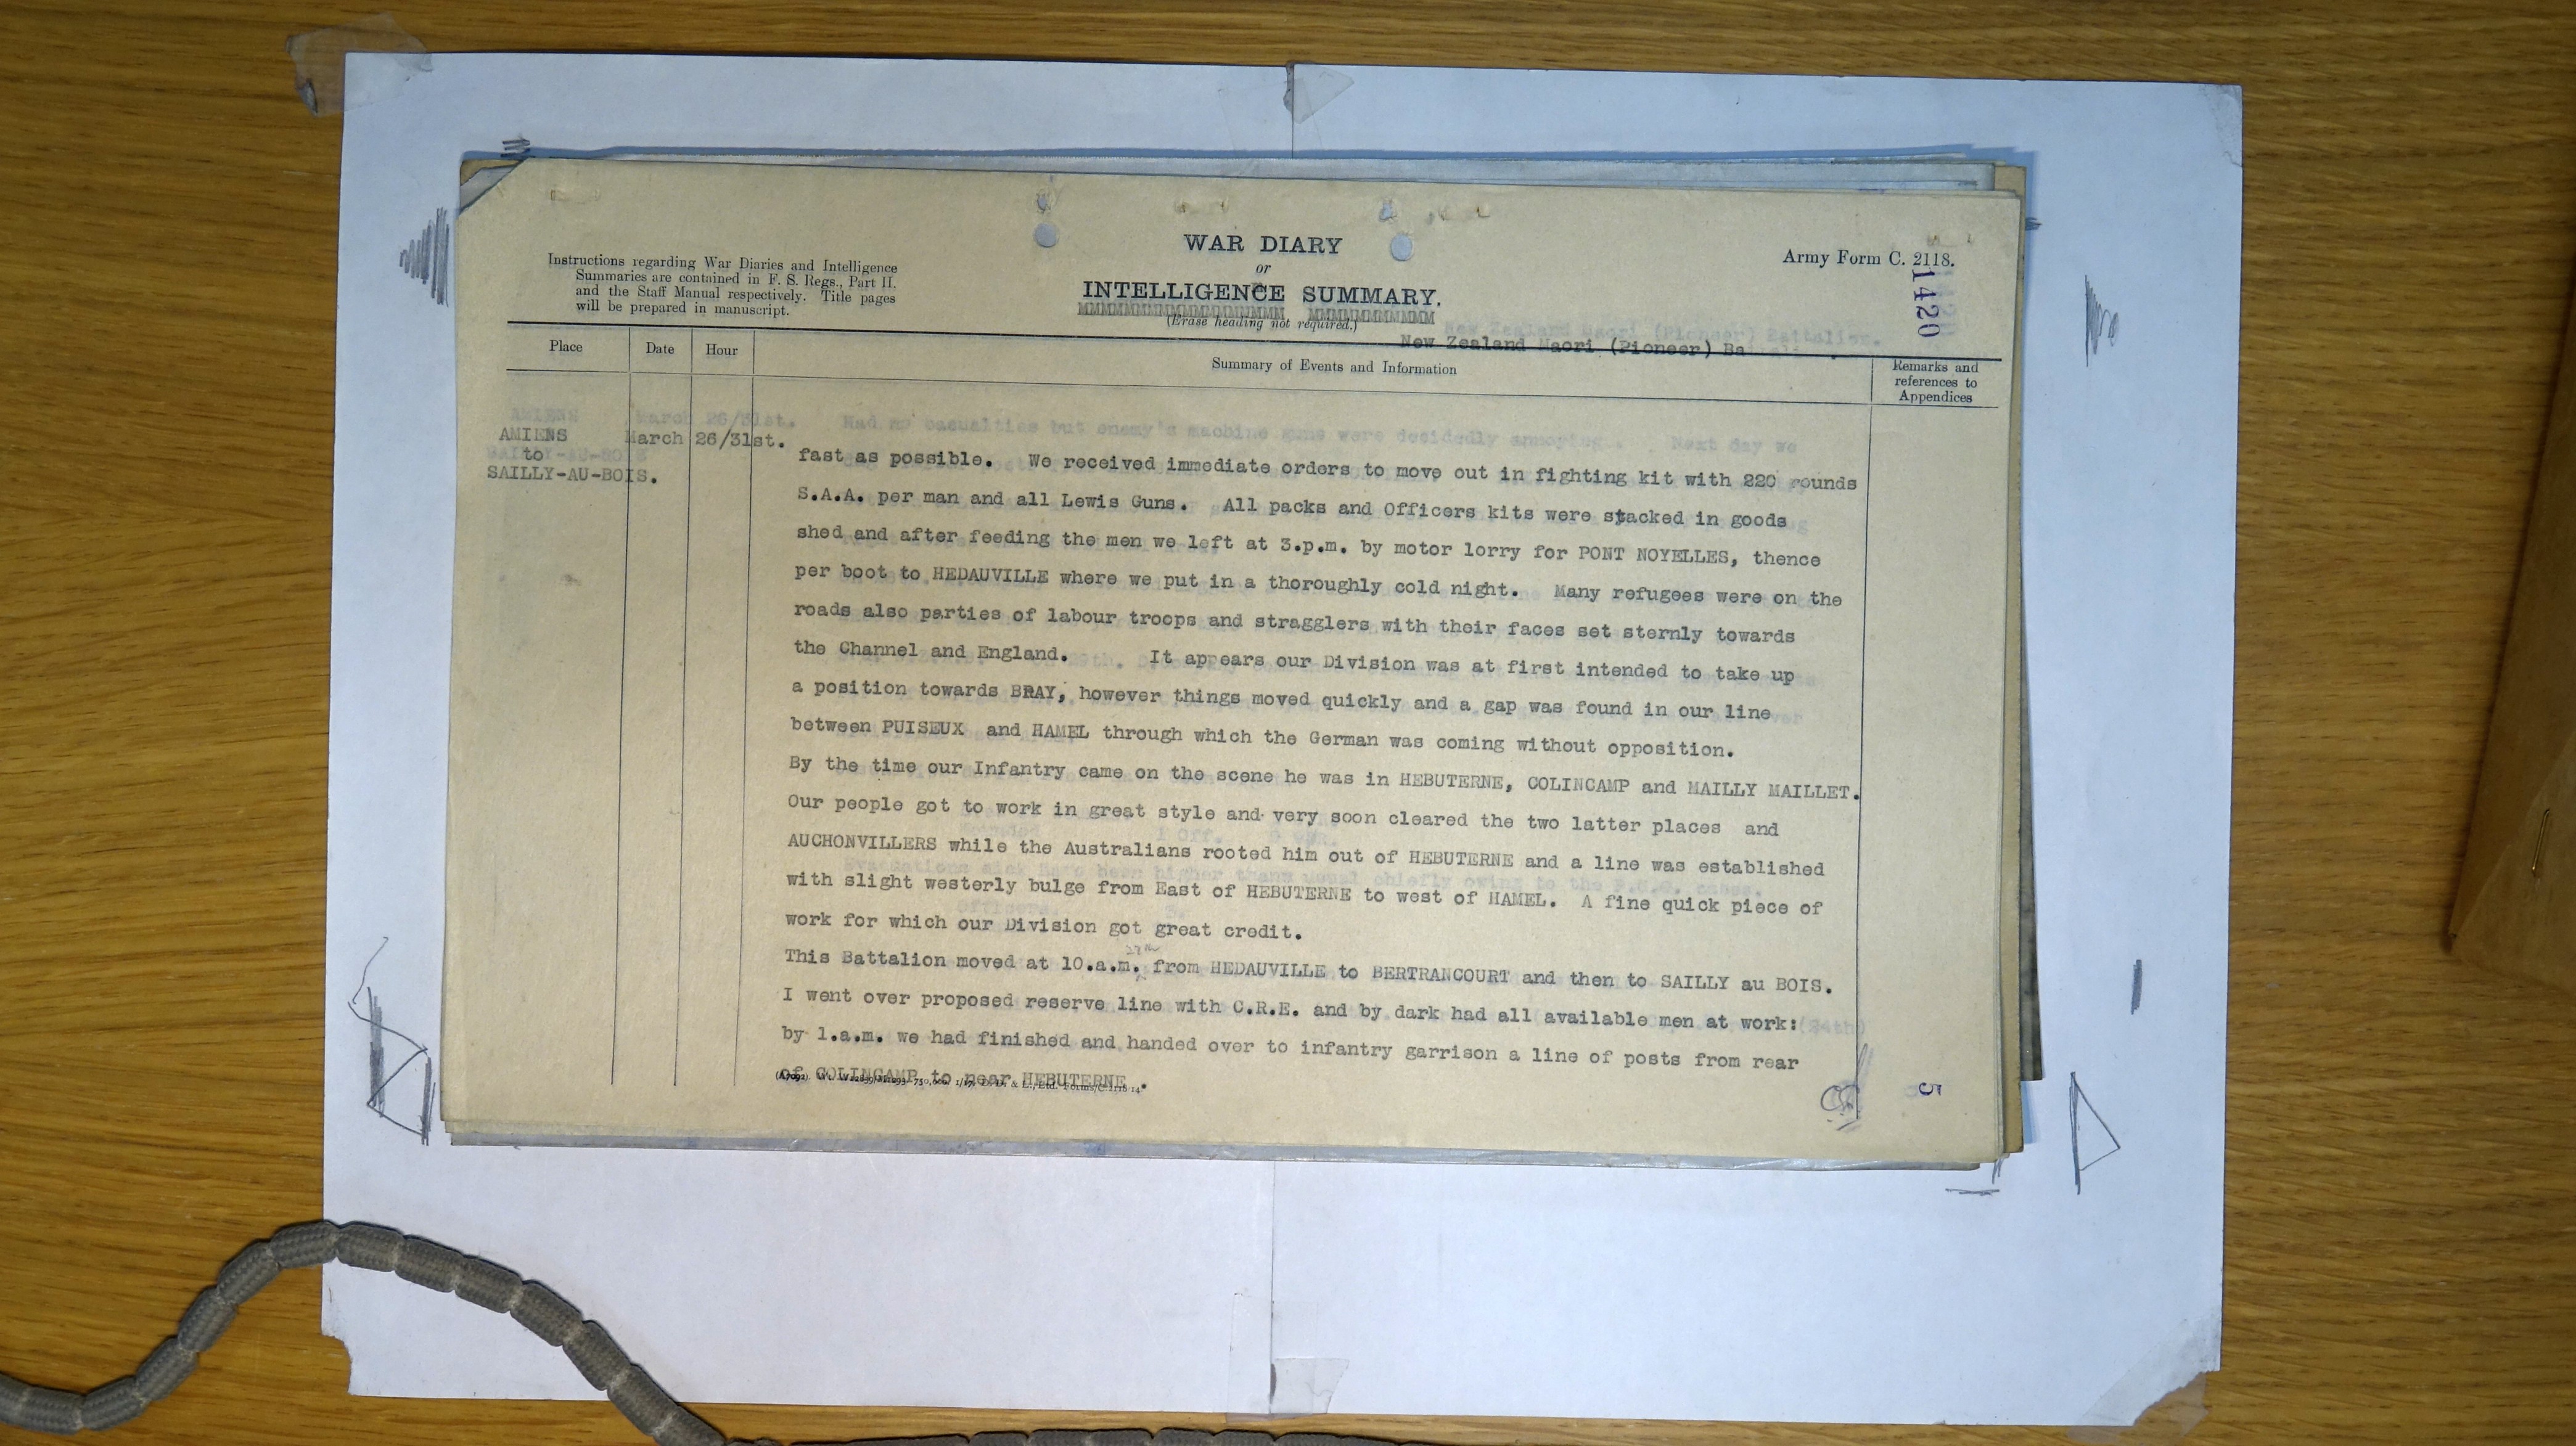 WAR DIARY
or
INTELLIGENCE SUMMARY.
(Erase heading not required.)
Instructions regarding War Diaries and Intelligence
Summaries are contained in F. S. Regs., Part II.
and the Staff Manual respectively. Title pages
will be prepared in manuscript.
Army Form C. 2118.
1420
New Zealand Maori (Pioneer) Ba
Place
Date
Hour
Summary of Events and Information
Remarks and
references to
Appendices
AMIENS
to
SAILLY-AU-BOIS.
March 26/31st.
fast as possible. We received immediate orders to move out in fighting kit with 220 rounds
S.A.A. per man and all Lewis Guns. All packs and Officers kits were stacked in goods
shed and after feeding the men we left at 3.p.m. by motor lorry for PONT NOYELLES, thence
per boot to HEDAUVILLE where we put in a thoroughly cold night. Many refugees were on the
roads also parties of labour troops and stragglers with their faces set sternly towards
the Channel and England. It appears our Division was at first intended to take up
a position towards BRAY, however things moved quickly and a gap was found in our line
between PUISEUX and HAMEL through which the German was coming without opposition.
By the time our Infantry came on the scene he was in HEBUTERNE, COLINCAMP and MAILLY MAILLET.
Our people got to work in great style and very soon cleared the two latter places and
AUCHONVILLERS while the Australians rooted him out of HEBUTERNE and a line was established
with slight westerly bulge from East of HEBUTERNE to west of HAMEL. A fine quick piece of
work for which our Division got great credit.
This Battalion moved at 10.a.m. from HEDAUVILLE to BERTRANCOURT and then to SAILLY au BOIS.
I went over proposed reserve line with C.R.E. and by dark had all available men at work:
by 1.a.m. we had finished and handed over to infantry garrison a line of posts from rear
of COLINCAMP to near HEBUTERNE.
5